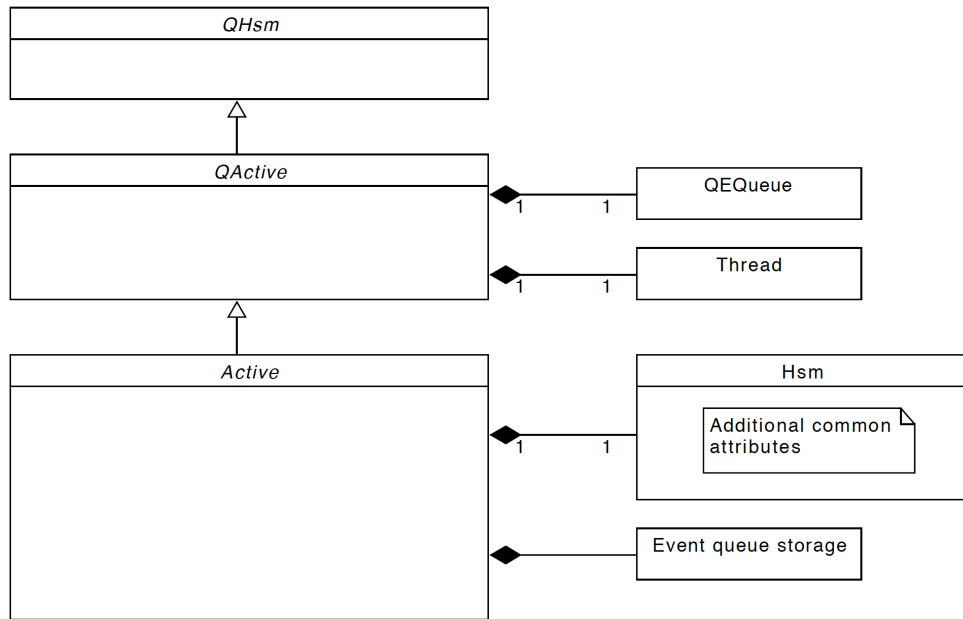 QHsm
QActive
QEQueue
1 1
Thread
1 1
Active
Hsm
Additional common
attributes
1 1
Event queue storage